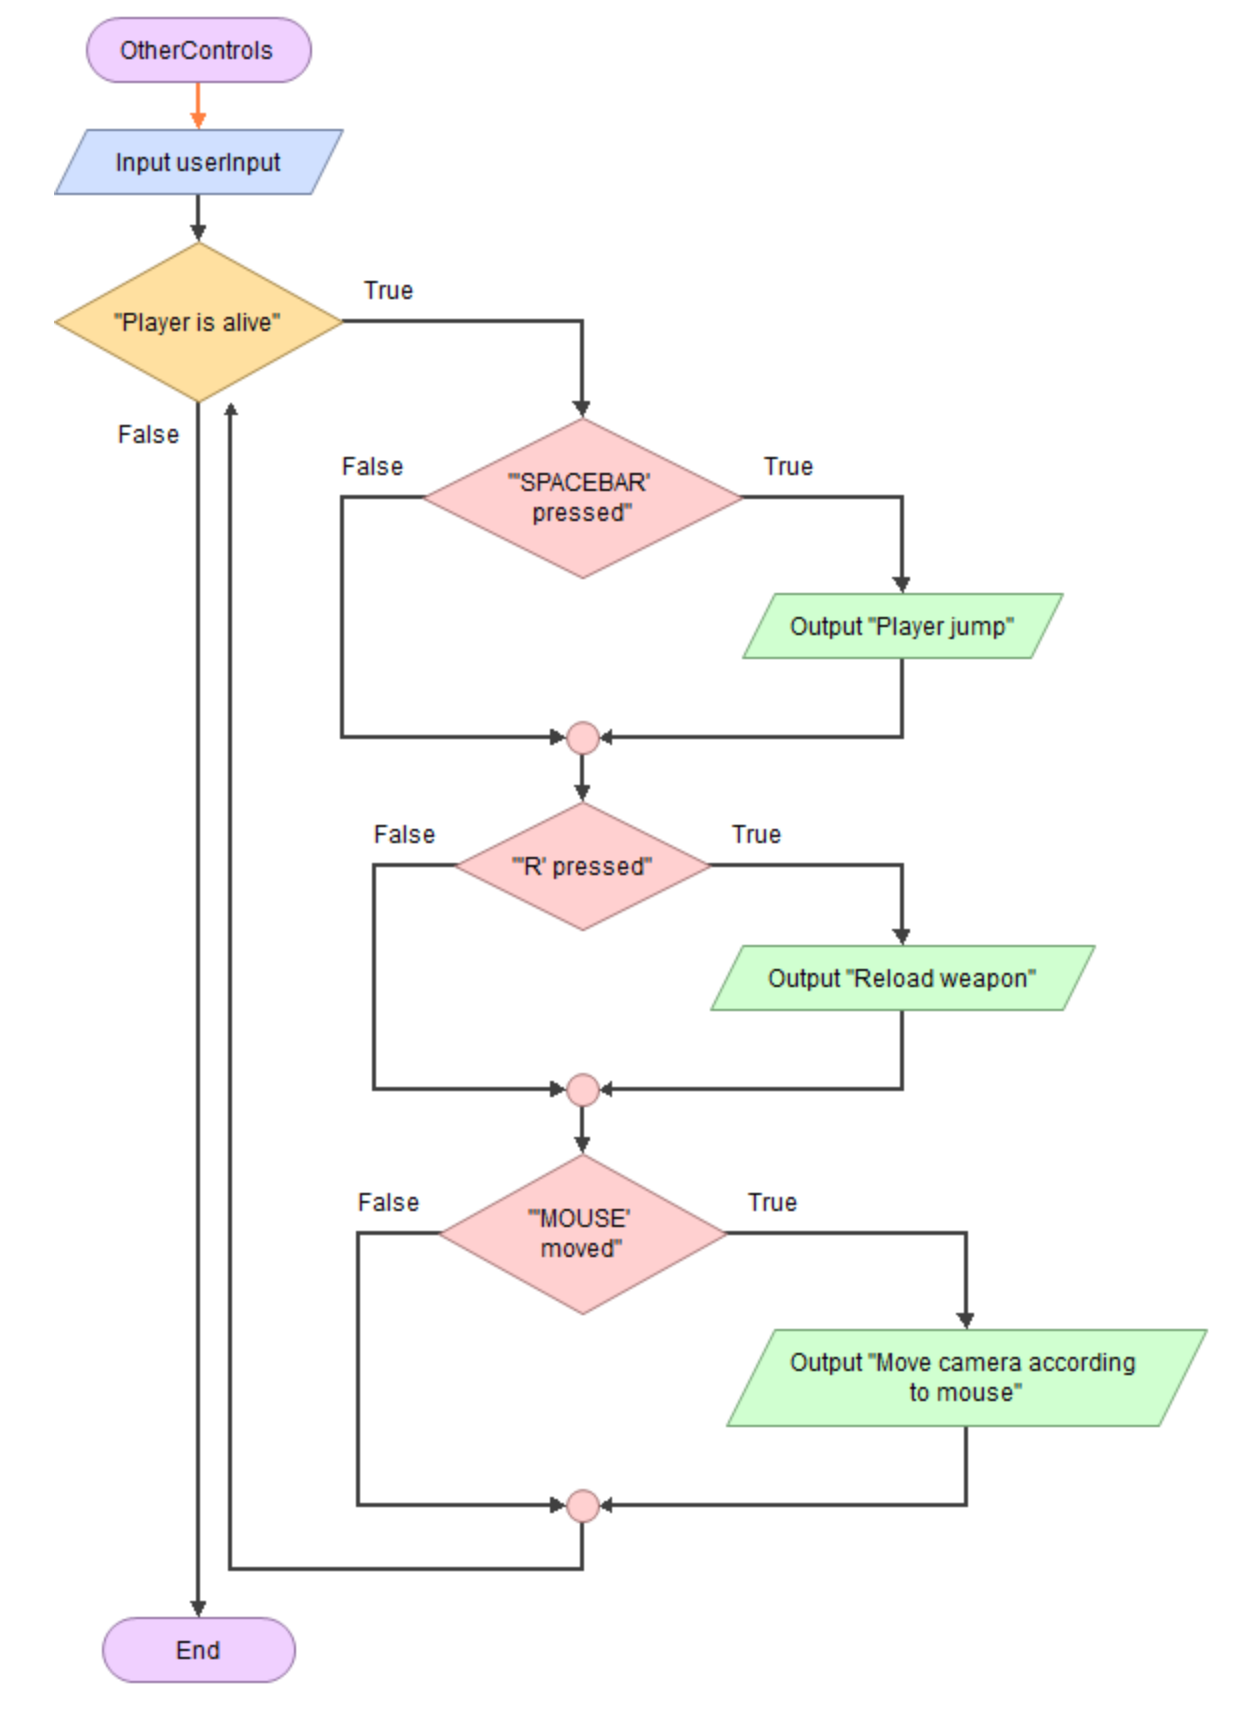 OtherControls
Input userInput
"Player is alive"
True
False
False
"'SPACEBAR'
pressed"
True
Output "Player jump"
False
"'R' pressed"
True
Output "Reload weapon"
False
"'MOUSE'
moved"
True
Output "Move camera according
to mouse"
End